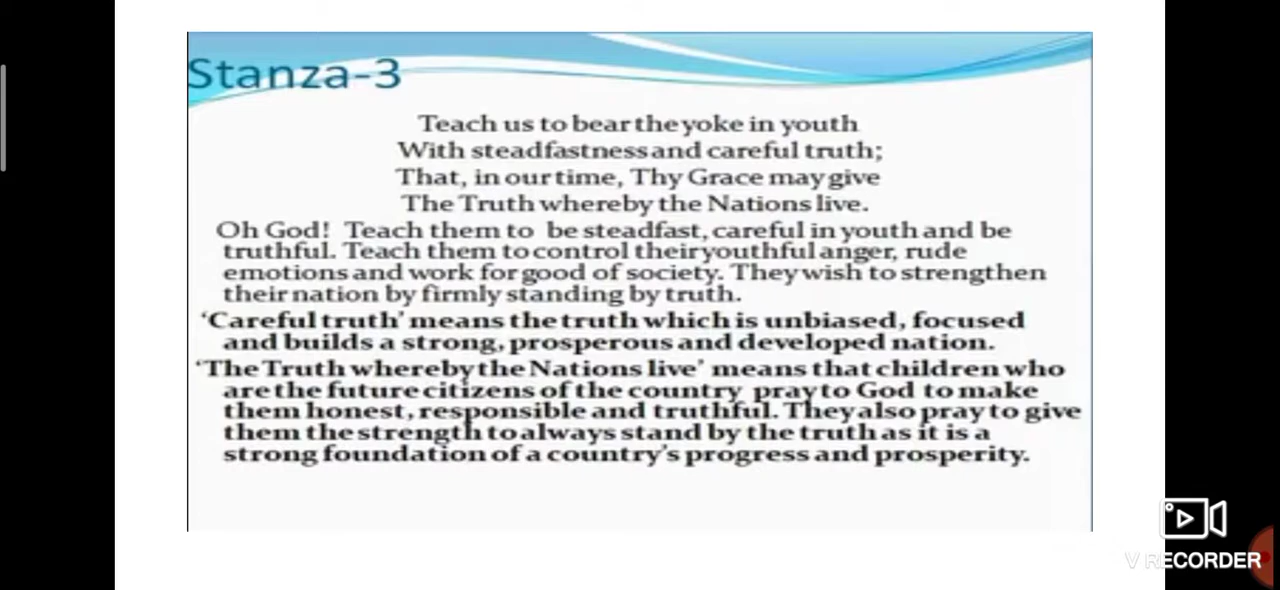 Stanza-3
Teach us to bear the yoke in youth
With steadfastness and careful truth;
That, in our time, Thy Grace may give
The Truth whereby the Nations live.
Oh God! Teach them to be steadfast, careful in youth and be
truthful. Teach them to control their youthful anger, rude
emotions and work for good of society. They wish to strengthen
their nation by firmly standing by truth.
‘Careful truth’ means the truth which is unbiased, focused
and builds a strong, prosperous and developed nation.
‘The Truth whereby the Nations live’ means that children who
are the future citizens of the country pray to God to make
them honest, responsible and truthful. They also pray to give
them the strength to always stand by the truth as it is a
strong foundation of a country’s progress and prosperity.
V RECORDER